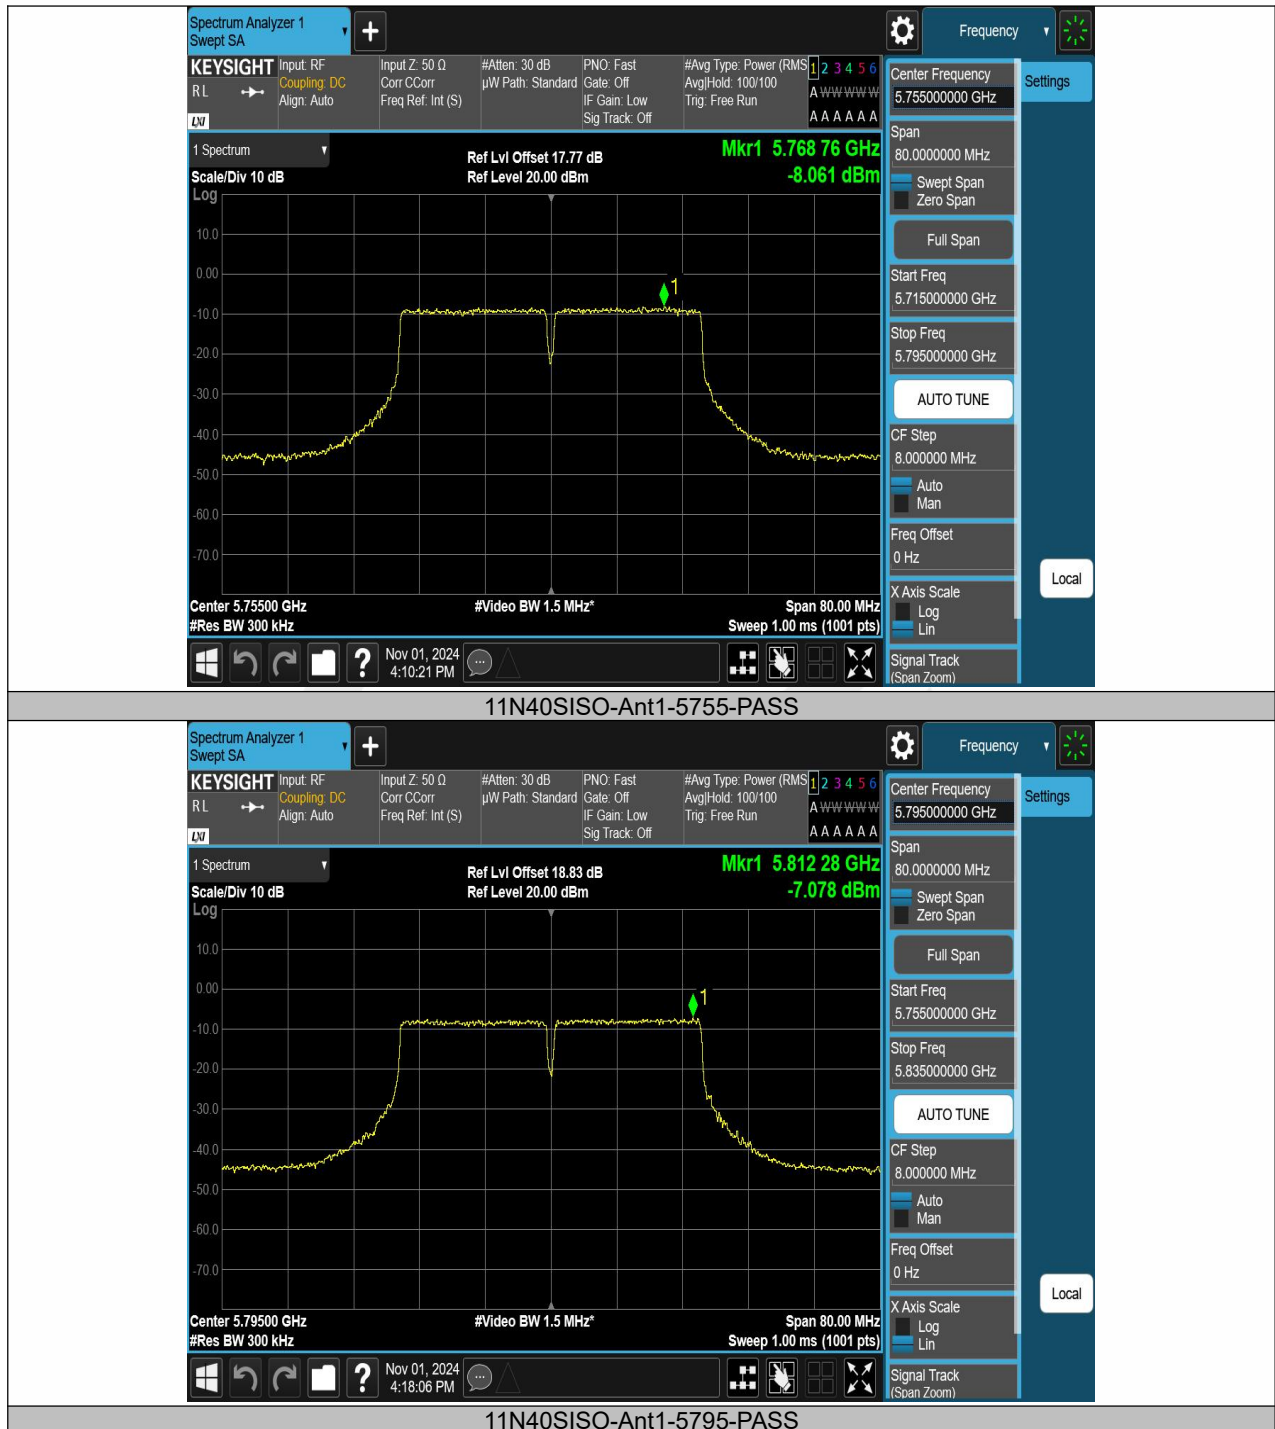 Spectrum Analyzer 1
Swept SA
Frequency
KEYSIGHT
R L
LXI
Input: RF
Coupling: DC
Align: Auto
Input Z: 50 Ω
Corr CCorr
Freq Ref: Int (S)
#Atten: 30 dB
µW Path: Standard
PNO: Fast
Gate: Off
IF Gain: Low
Sig Track: Off
#Avg Type: Power (RMS
Avg|Hold: 100/100
Trig: Free Run
1 2 3 4 5 6
A W W W W W
A A A A A A
1 Spectrum
Scale/Div 10 dB
Ref Lvl Offset 17.77 dB
Ref Level 20.00 dBm
Mkr1 5.768 76 GHz
-8.061 dBm
Log
10.0
0.00
-10.0
-20.0
-30.0
-40.0
-50.0
-60.0
-70.0
1
Center 5.75500 GHz
#Res BW 300 kHz
#Video BW 1.5 MHz*
Span 80.00 MHz
Sweep 1.00 ms (1001 pts)
Nov 01, 2024
4:10:21 PM
Center Frequency
5.755000000 GHz
Settings
Span
80.0000000 MHz
Swept Span
Zero Span
Full Span
Start Freq
5.715000000 GHz
Stop Freq
5.795000000 GHz
AUTO TUNE
CF Step
8.000000 MHz
Auto
Man
Freq Offset
0 Hz
Local
X Axis Scale
Log
Lin
Signal Track
(Span Zoom)
11N40SISO-Ant1-5755-PASS
Spectrum Analyzer 1
Swept SA
Frequency
KEYSIGHT
R L
LXI
Input: RF
Coupling: DC
Align: Auto
Input Z: 50 Ω
Corr CCorr
Freq Ref: Int (S)
#Atten: 30 dB
µW Path: Standard
PNO: Fast
Gate: Off
IF Gain: Low
Sig Track: Off
#Avg Type: Power (RMS
Avg|Hold: 100/100
Trig: Free Run
1 2 3 4 5 6
A W W W W W
A A A A A A
1 Spectrum
Scale/Div 10 dB
Ref Lvl Offset 18.83 dB
Ref Level 20.00 dBm
Mkr1 5.812 28 GHz
-7.078 dBm
Log
10.0
0.00
-10.0
-20.0
-30.0
-40.0
-50.0
-60.0
-70.0
1
Center 5.79500 GHz
#Res BW 300 kHz
#Video BW 1.5 MHz*
Span 80.00 MHz
Sweep 1.00 ms (1001 pts)
Nov 01, 2024
4:18:06 PM
Center Frequency
5.795000000 GHz
Settings
Span
80.0000000 MHz
Swept Span
Zero Span
Full Span
Start Freq
5.755000000 GHz
Stop Freq
5.835000000 GHz
AUTO TUNE
CF Step
8.000000 MHz
Auto
Man
Freq Offset
0 Hz
Local
X Axis Scale
Log
Lin
Signal Track
(Span Zoom)
11N40SISO-Ant1-5795-PASS